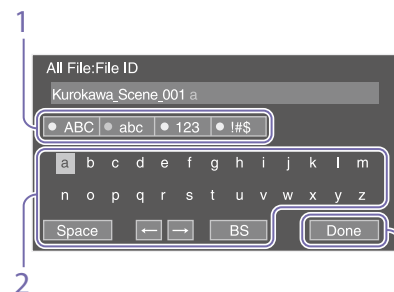 1
All File:File ID
Kurokawa_Scene_001 a
ABC abc 123 !#$
a b c d e f g h i j k l m
n o p q r s t u v w x y z
Space ← → BS Done
2